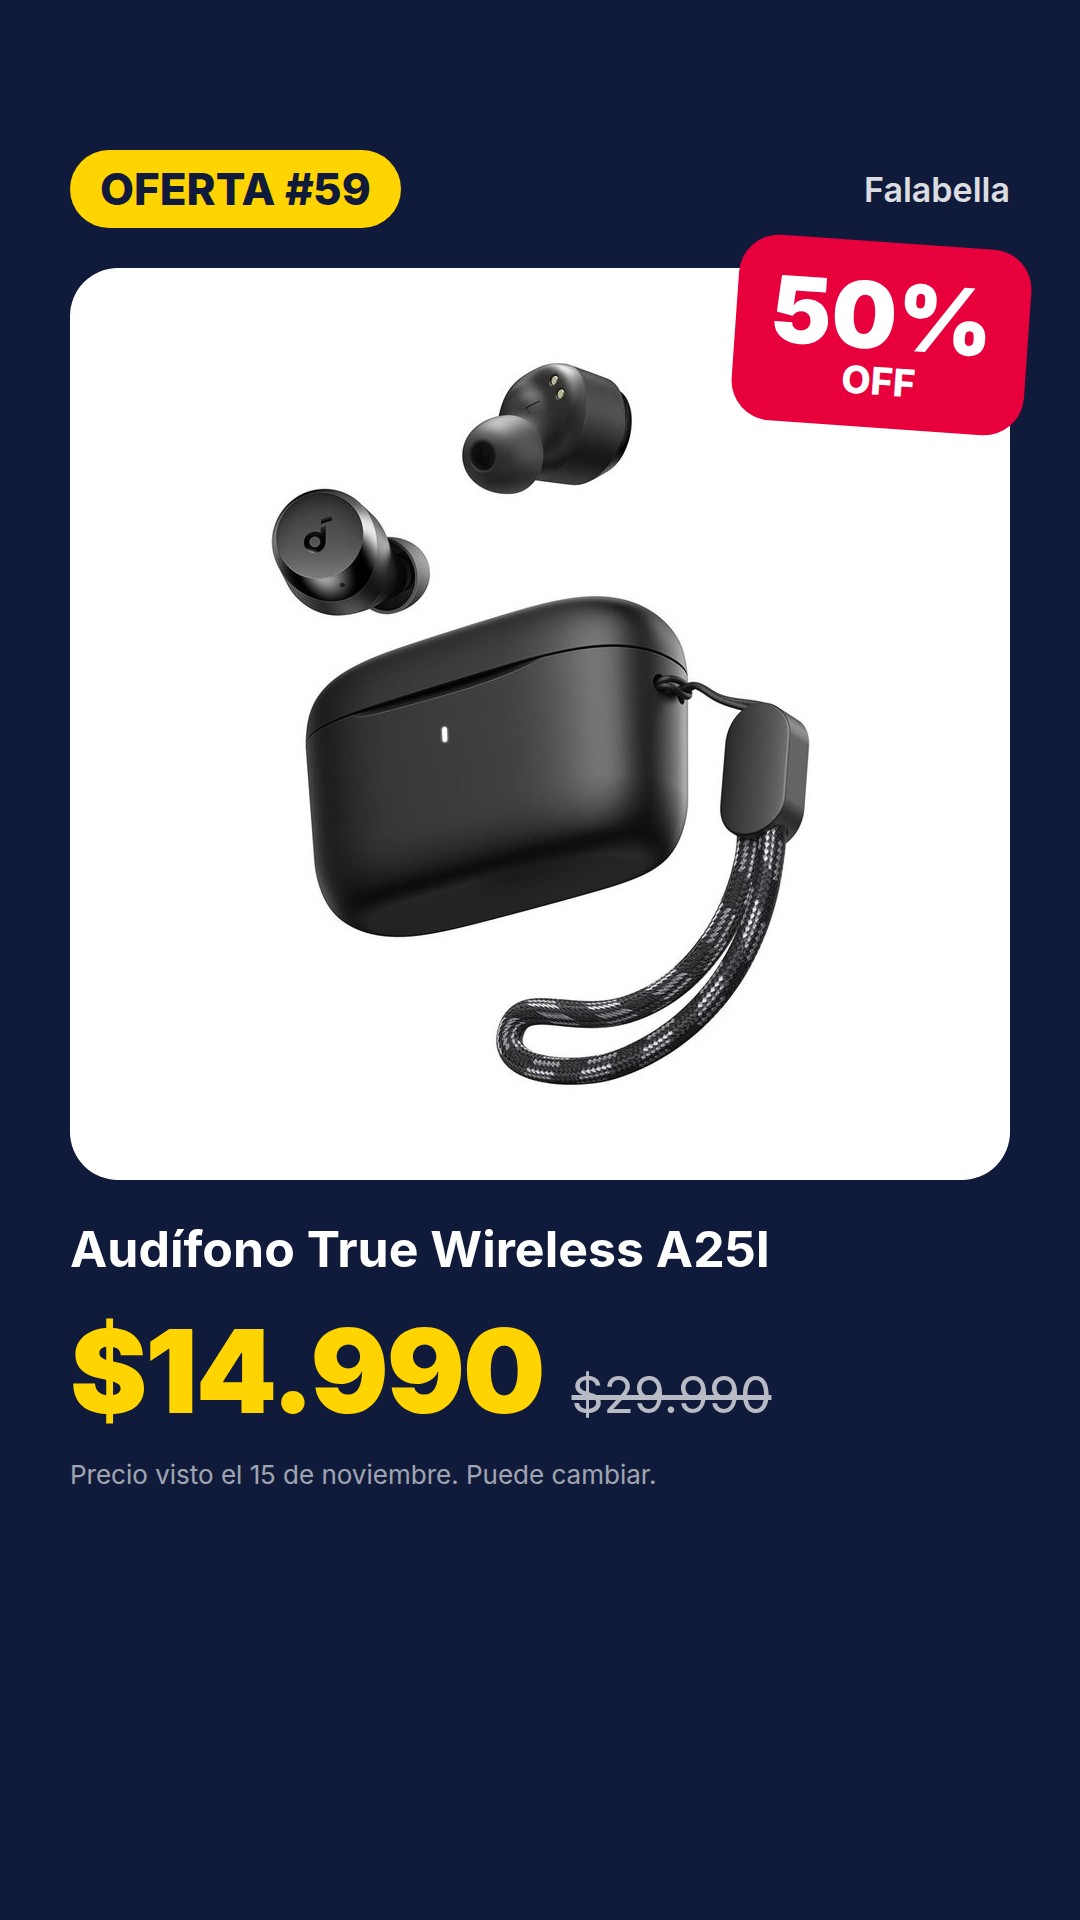 OFERTA #59
Falabella
50%
OFF
Audífono True Wireless A25I
$14.990 $29.990
Precio visto el 15 de noviembre. Puede cambiar.